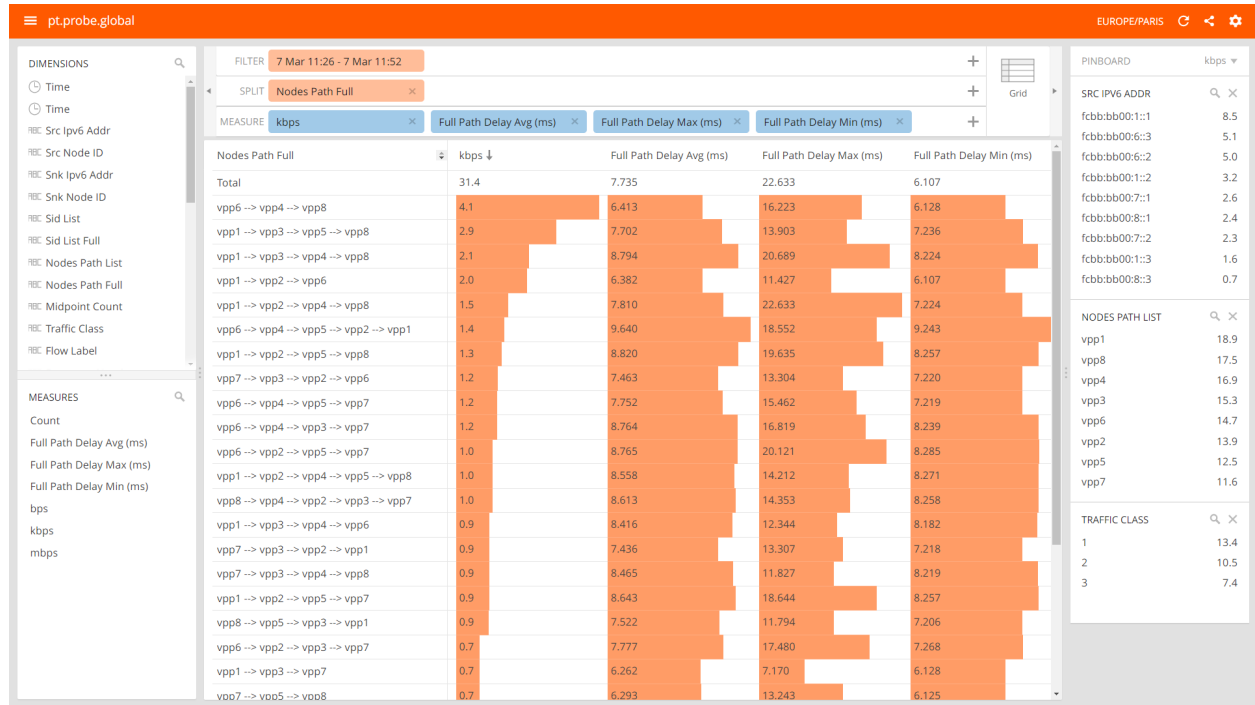 pt.probe.global
EUROPE/PARIS
DIMENSIONS
Time
Time
ABC Src Ipv6 Addr
ABC Src Node ID
ABC Snk Ipv6 Addr
ABC Snk Node ID
ABC Sid List
ABC Sid List Full
ABC Nodes Path List
ABC Nodes Path Full
ABC Midpoint Count
ABC Traffic Class
ABC Flow Label
MEASURES
Count
Full Path Delay Avg (ms)
Full Path Delay Max (ms)
Full Path Delay Min (ms)
bps
kbps
mbps
FILTER 7 Mar 11:26 - 7 Mar 11:52
SPLIT Nodes Path Full
MEASURE kbps Full Path Delay Avg (ms) Full Path Delay Max (ms) Full Path Delay Min (ms)
Grid
Nodes Path Full kbps Full Path Delay Avg (ms) Full Path Delay Max (ms) Full Path Delay Min (ms)
Total 31.4 7.735 22.633 6.107
vpp6 --> vpp4 --> vpp8 4.1 6.413 16.223 6.128
vpp1 --> vpp3 --> vpp5 --> vpp8 2.9 7.702 13.903 7.236
vpp1 --> vpp3 --> vpp4 --> vpp8 2.1 8.794 20.689 8.224
vpp1 --> vpp2 --> vpp6 2.0 6.382 11.427 6.107
vpp1 --> vpp2 --> vpp4 --> vpp8 1.5 7.810 22.633 7.224
vpp6 --> vpp4 --> vpp5 --> vpp2 --> vpp1 1.4 9.640 18.552 9.243
vpp1 --> vpp2 --> vpp5 --> vpp8 1.3 8.820 19.635 8.257
vpp7 --> vpp3 --> vpp2 --> vpp6 1.2 7.463 13.304 7.220
vpp6 --> vpp4 --> vpp5 --> vpp7 1.2 7.752 15.462 7.219
vpp6 --> vpp4 --> vpp3 --> vpp7 1.2 8.764 16.819 8.239
vpp6 --> vpp2 --> vpp5 --> vpp7 1.0 8.765 20.121 8.285
vpp1 --> vpp2 --> vpp4 --> vpp5 --> vpp8 1.0 8.558 14.212 8.271
vpp8 --> vpp4 --> vpp2 --> vpp3 --> vpp7 1.0 8.613 14.353 8.258
vpp1 --> vpp3 --> vpp4 --> vpp6 0.9 8.416 12.344 8.182
vpp7 --> vpp3 --> vpp2 --> vpp1 0.9 7.436 13.307 7.218
vpp7 --> vpp3 --> vpp4 --> vpp8 0.9 8.465 11.827 8.219
vpp1 --> vpp2 --> vpp5 --> vpp7 0.9 8.643 18.644 8.257
vpp8 --> vpp5 --> vpp3 --> vpp1 0.9 7.522 11.794 7.206
vpp6 --> vpp2 --> vpp3 --> vpp7 0.7 7.777 17.480 7.268
vpp1 --> vpp3 --> vpp7 0.7 6.262 7.170 6.128
vpp7 --> vpp5 --> vpp8 0.7 6.293 13.243 6.125
PINBOARD kbps
SRC IPV6 ADDR
fcbb:bb00:1::1 8.5
fcbb:bb00:6::3 5.1
fcbb:bb00:6::2 5.0
fcbb:bb00:1::2 3.2
fcbb:bb00:7::1 2.6
fcbb:bb00:8::1 2.4
fcbb:bb00:7::2 2.3
fcbb:bb00:1::3 1.6
fcbb:bb00:8::3 0.7
NODES PATH LIST
vpp1 18.9
vpp8 17.5
vpp4 16.9
vpp3 15.3
vpp6 14.7
vpp2 13.9
vpp5 12.5
vpp7 11.6
TRAFFIC CLASS
1 13.4
2 10.5
3 7.4